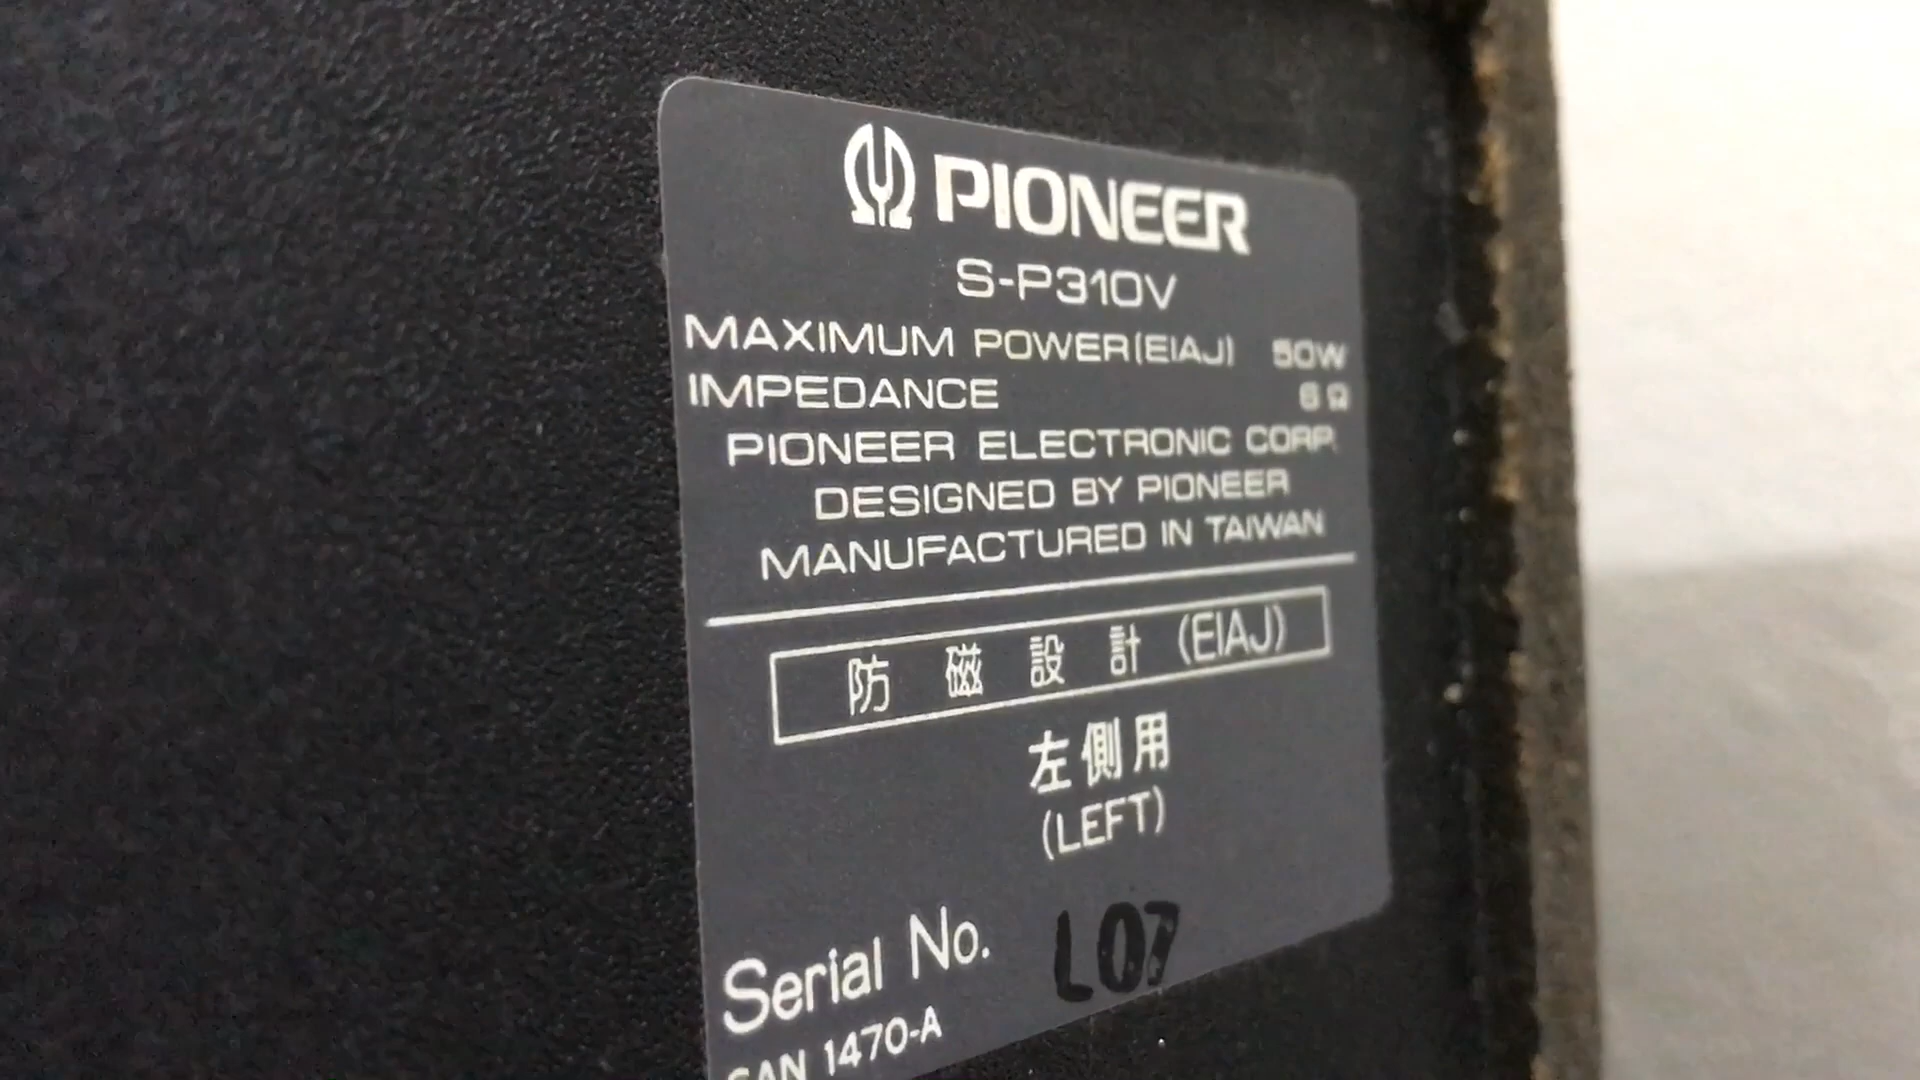 PIONEER
S-P310V
MAXIMUM POWER(EIAJ) 50W
IMPEDANCE 6Ω
PIONEER ELECTRONIC CORP.
DESIGNED BY PIONEER
MANUFACTURED IN TAIWAN
防磁設計 (EIAJ)
左側用
(LEFT)
Serial No. L07
1470-A